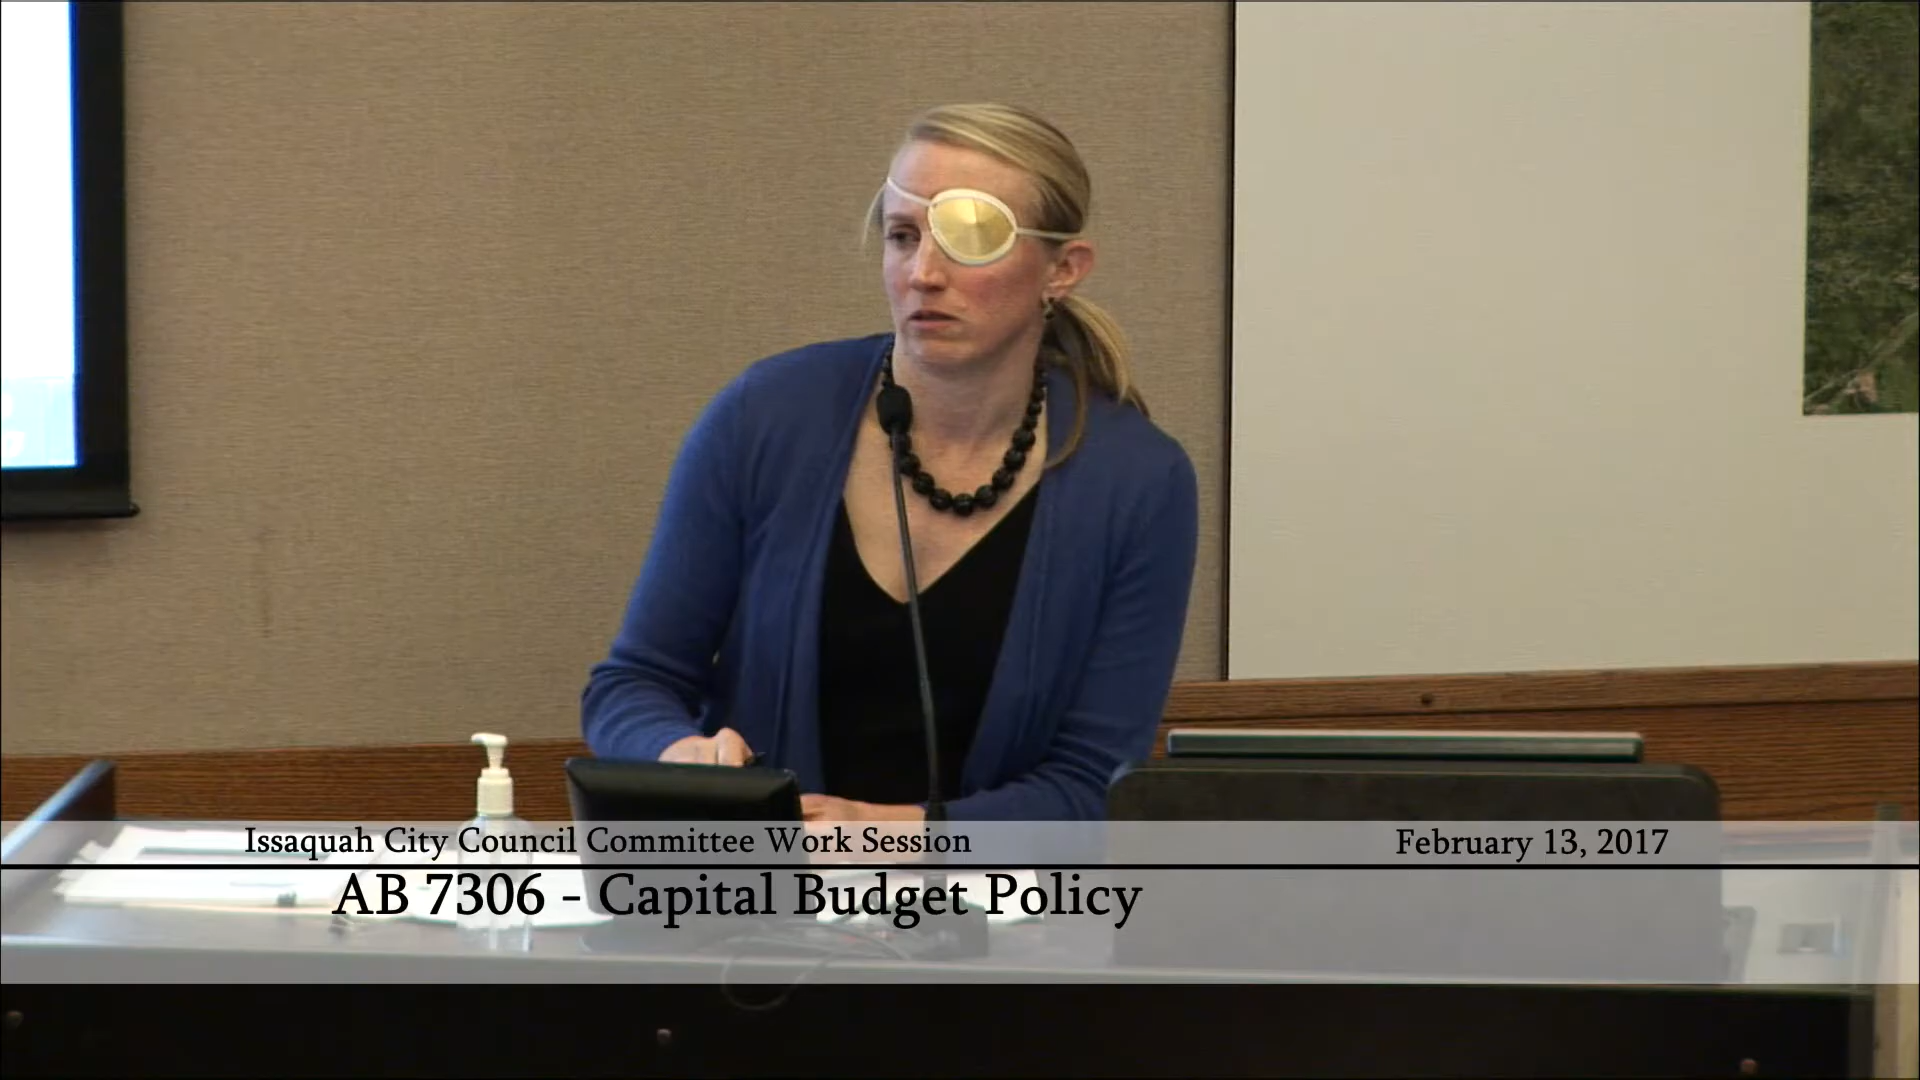 Issaquah City Council Committee Work Session
February 13, 2017
AB 7306 - Capital Budget Policy